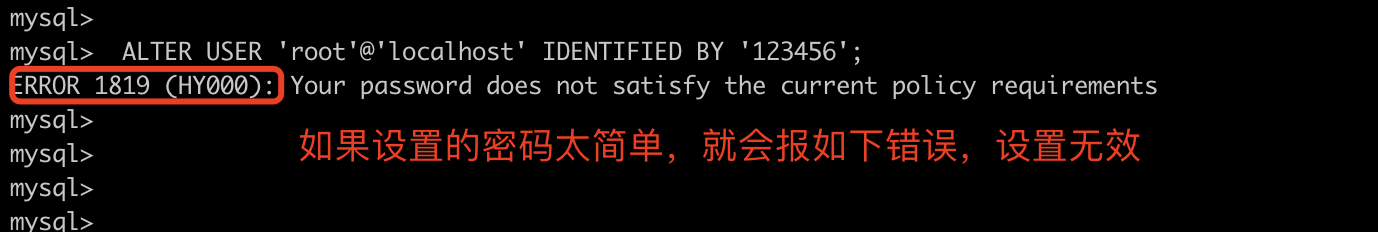 mysql>
mysql>  ALTER USER 'root'@'localhost' IDENTIFIED BY '123456';
ERROR 1819 (HY000): Your password does not satisfy the current policy requirements
mysql>
如果设置的密码太简单，就会报如下错误，设置无效
mysql>
mysql>
mysql>